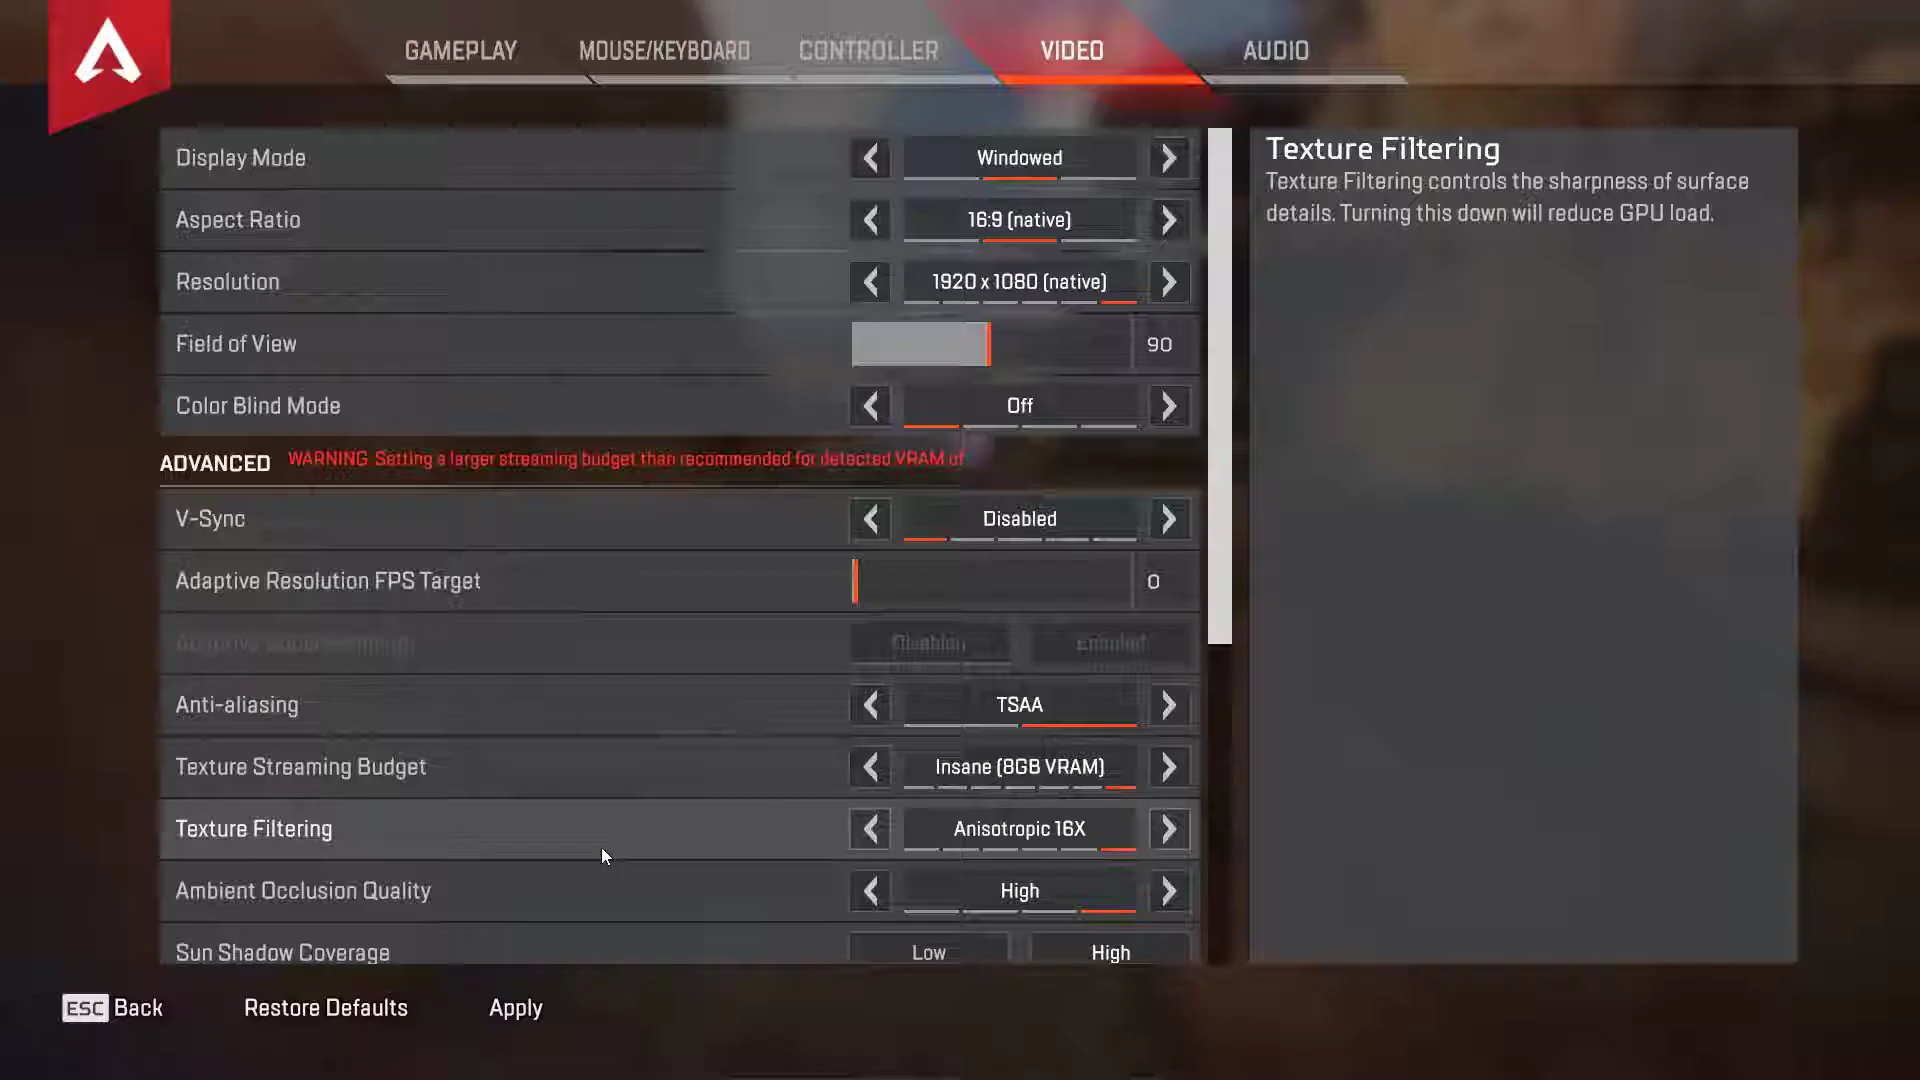 GAMEPLAY
MOUSE/KEYBOARD
CONTROLLER
VIDEO
AUDIO
Display Mode
Windowed
Aspect Ratio
16:9 (native)
Resolution
1920 x 1080 (native)
Field of View
90
Color Blind Mode
Off
ADVANCED
WARNING: Setting a larger streaming budget than recommended for detected VRAM of
V-Sync
Disabled
Adaptive Resolution FPS Target
0
Adaptive Supersampling
Disabled
Enabled
Anti-aliasing
TSAA
Texture Streaming Budget
Insane (8GB VRAM)
Texture Filtering
Anisotropic 16X
Ambient Occlusion Quality
High
Sun Shadow Coverage
Low
High
Texture Filtering
Texture Filtering controls the sharpness of surface
details. Turning this down will reduce GPU load.
ESC Back
Restore Defaults
Apply